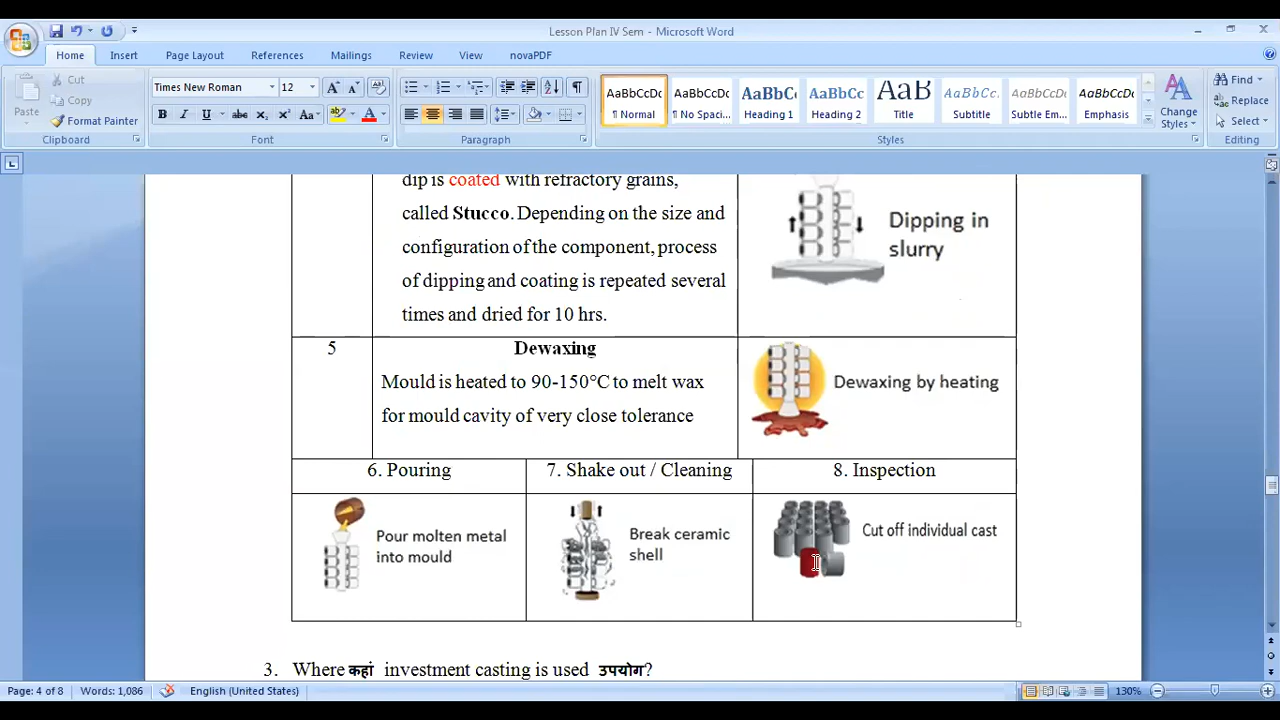 Lesson Plan IV Sem - Microsoft Word
Home Insert Page Layout References Mailings Review View novaPDF
Paste
Cut
Copy
Format Painter
Clipboard
Times New Roman 12
Font
Paragraph
AaBbCcDc AaBbCcDc AaBbCc AaBbCc AaB AaBbCc. AaBbCcDc AaBbCcDc
¶ Normal ¶ No Spaci... Heading 1 Heading 2 Title Subtitle Subtle Em... Emphasis
Change Styles
Styles
Find
Replace
Select
Editing
dip is coated with refractory grains,
called Stucco. Depending on the size and
configuration of the component, process
of dipping and coating is repeated several
times and dried for 10 hrs.
Dipping in
slurry
5
Dewaxing
Mould is heated to 90-150°C to melt wax
for mould cavity of very close tolerance
Dewaxing by heating
6. Pouring 7. Shake out / Cleaning 8. Inspection
Pour molten metal
into mould
Break ceramic
shell
Cut off individual cast
3. Where कहां investment casting is used उपयोग?
Page: 4 of 8 Words: 1,086 English (United States) 130%